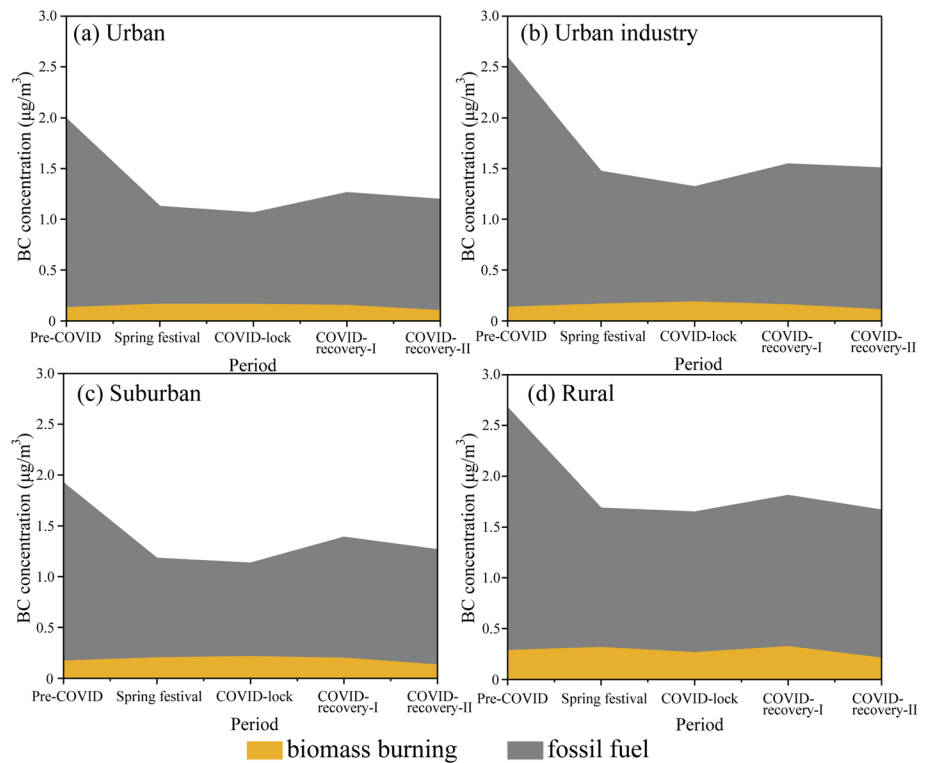 (a) Urban
BC concentration (μg/m³)
3.0
2.5
2.0
1.5
1.0
0.5
0
Pre-COVID
Spring festival
COVID-lock
COVID-
recovery-I
COVID-
recovery-II
Period
(b) Urban industry
BC concentration (μg/m³)
3.0
2.5
2.0
1.5
1.0
0.5
0
Pre-COVID
Spring festival
COVID-lock
COVID-
recovery-I
COVID-
recovery-II
Period
(c) Suburban
BC concentration (μg/m³)
3.0
2.5
2.0
1.5
1.0
0.5
0
Pre-COVID
Spring festival
COVID-lock
COVID-
recovery-I
COVID-
recovery-II
Period
(d) Rural
BC concentration (μg/m³)
3.0
2.5
2.0
1.5
1.0
0.5
0.0
Pre-COVID
Spring festival
COVID-lock
COVID-
recovery-I
COVID-
recovery-II
Period
biomass burning
fossil fuel